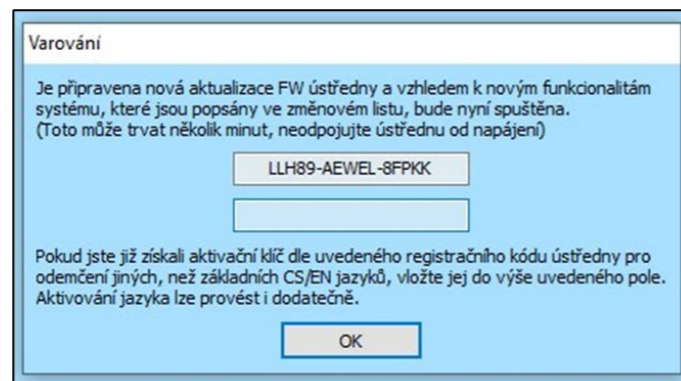 Varování
Je připravena nová aktualizace FW ústředny a vzhledem k novým funkcionalitám
systému, které jsou popsány ve změnovém listu, bude nyní spuštěna.
(Toto může trvat několik minut, neodpojujte ústřednu od napájení)
LLH89-AEWEL-8FPKK
Pokud jste již získali aktivační klíč dle uvedeného registračního kódu ústředny pro
odemčení jiných, než základních CS/EN jazyků, vložte jej do výše uvedeného pole.
Aktivování jazyka lze provést i dodatečně.
OK